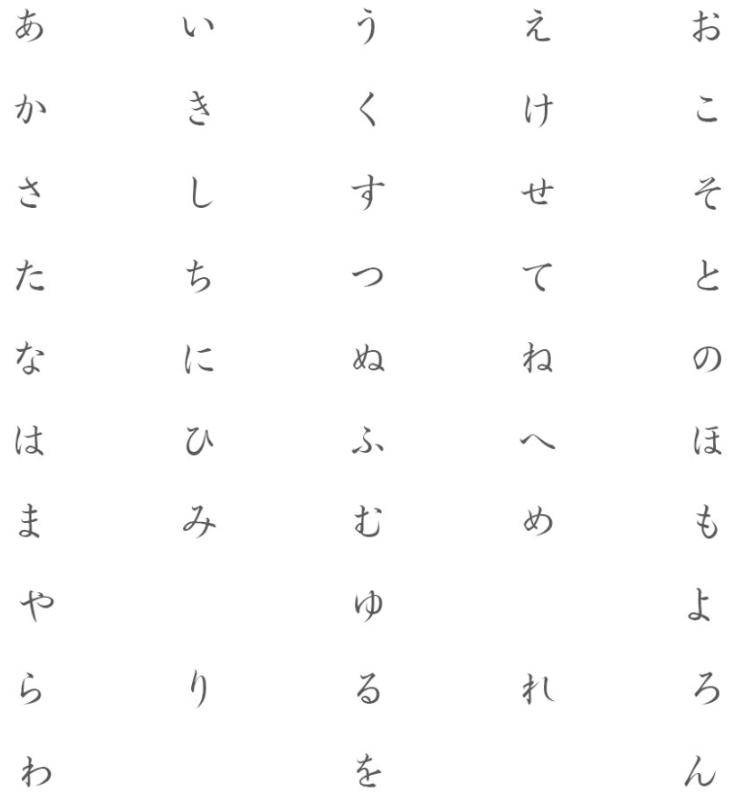 あ い う え お
か き く け こ
さ し す せ そ
た ち つ て と
な に ぬ ね の
は ひ ふ へ ほ
ま み む め も
や ゆ よ
ら り る れ ろ
わ を ん